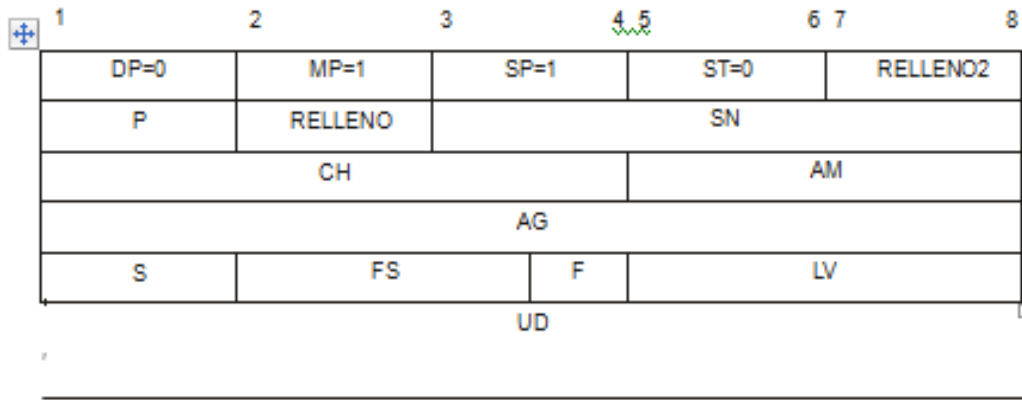 1 2 3 4 5 6 7 8
DP=0 MP=1 SP=1 ST=0 RELLENO2
P RELLENO SN
CH AM
AG
S FS F LV
UD